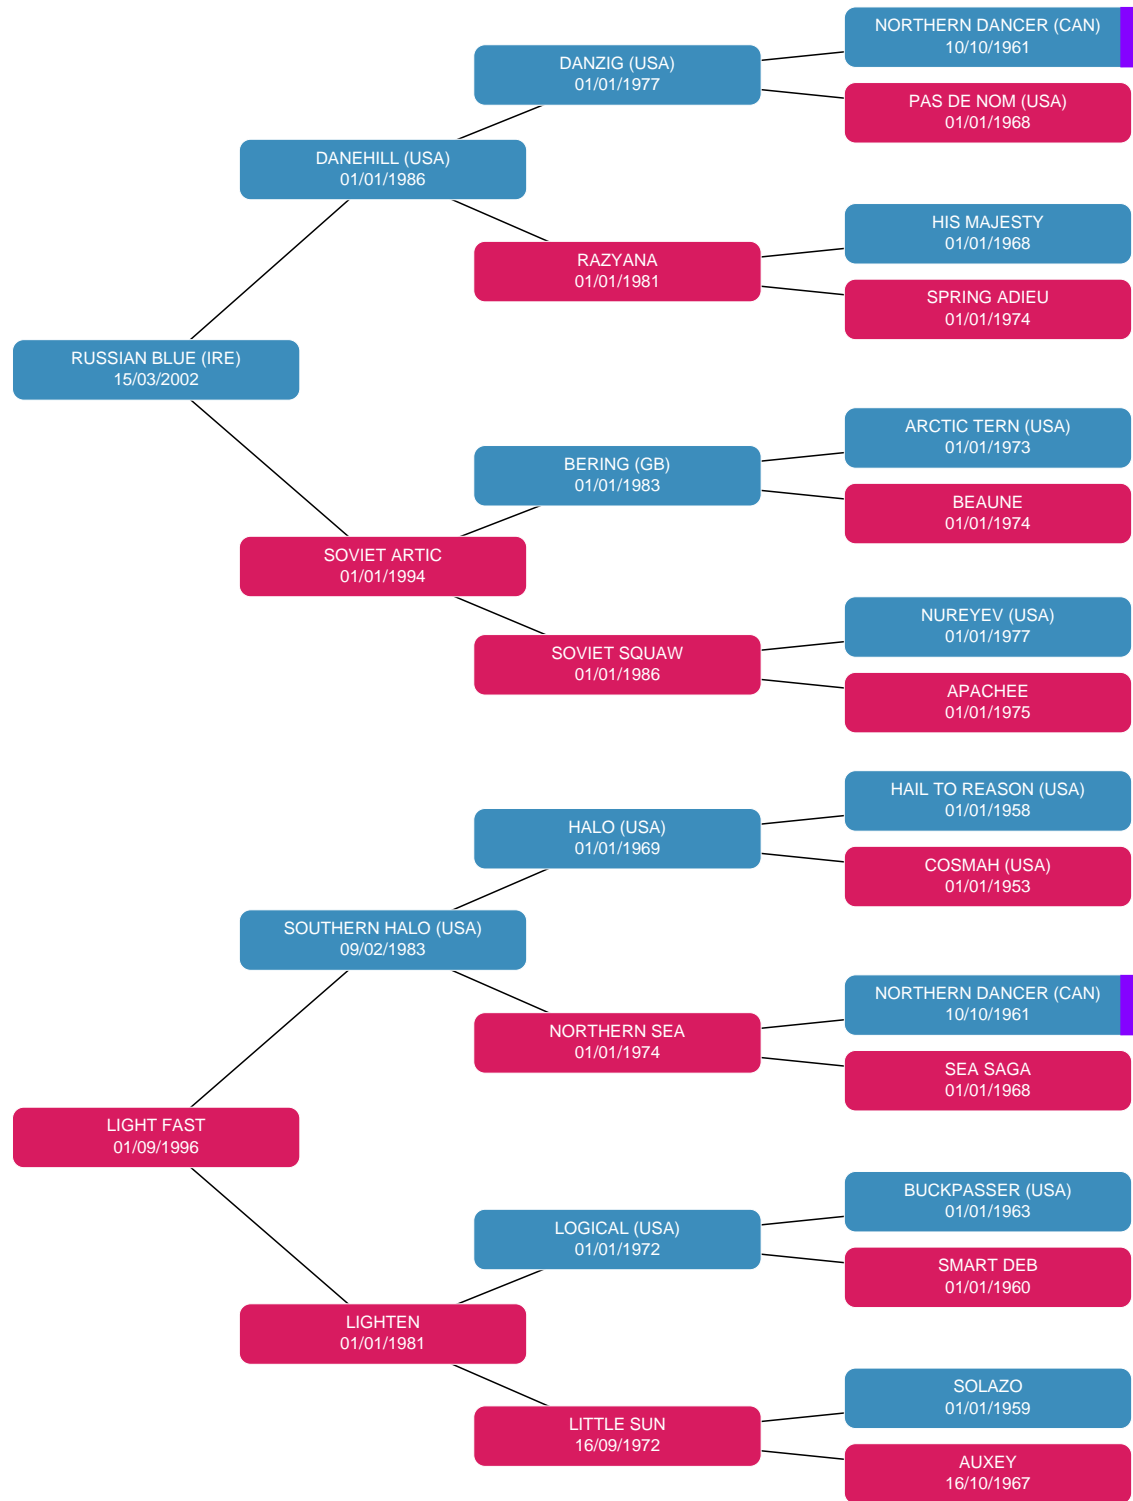 NORTHERN DANCER (CAN)
10/10/1961
DANZIG (USA)
01/01/1977
PAS DE NOM (USA)
01/01/1968
DANEHILL (USA)
01/01/1986
HIS MAJESTY
01/01/1968
RAZYANA
01/01/1981
SPRING ADIEU
01/01/1974
RUSSIAN BLUE (IRE)
15/03/2002
ARCTIC TERN (USA)
01/01/1973
BERING (GB)
01/01/1983
BEAUNE
01/01/1974
SOVIET ARTIC
01/01/1994
NUREYEV (USA)
01/01/1977
SOVIET SQUAW
01/01/1986
APACHEE
01/01/1975
HAIL TO REASON (USA)
01/01/1958
HALO (USA)
01/01/1969
COSMAH (USA)
01/01/1953
SOUTHERN HALO (USA)
09/02/1983
NORTHERN DANCER (CAN)
10/10/1961
NORTHERN SEA
01/01/1974
SEA SAGA
01/01/1968
LIGHT FAST
01/09/1996
BUCKPASSER (USA)
01/01/1963
LOGICAL (USA)
01/01/1972
SMART DEB
01/01/1960
LIGHTEN
01/01/1981
SOLAZO
01/01/1959
LITTLE SUN
16/09/1972
AUXEY
16/10/1967